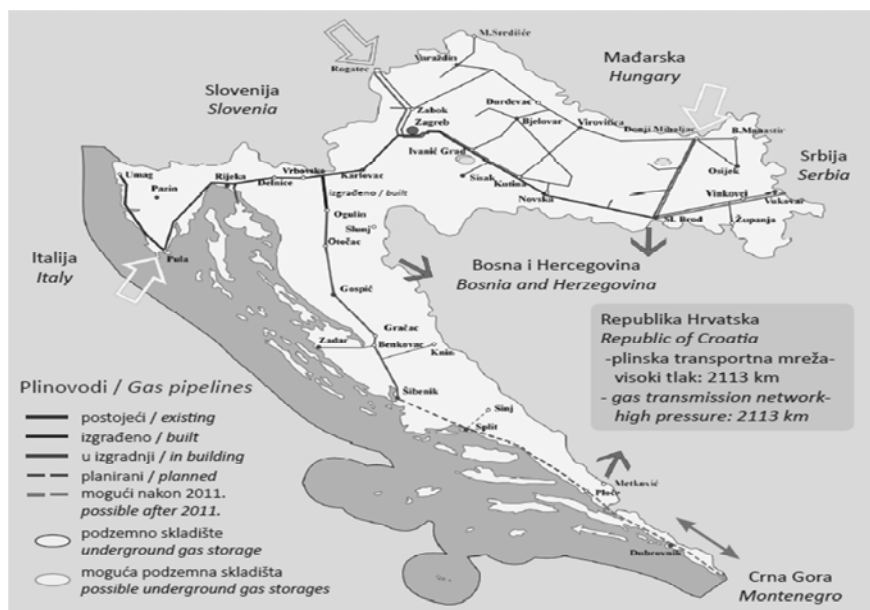 M.Središće
Mađarska
Hungary
Varaždin
Rogatec
Slovenija
Slovenia
Zabok
Zagreb
Đurđevac
Bjelovar
Virovitica
Donji Miholjac
B.Manastir
Osijek
Srbija
Serbia
Ivanić Grad
Sisak
Kutina
Novska
Sl. Brod
Vinkovci
Vukovar
Županja
Umag
Pazin
Rijeka
Delnice
Vrbovsko
Karlovac
izgrađeno / built
Ogulin
Slunj
Otočac
Italija
Italy
Pula
Bosna i Hercegovina
Bosnia and Herzegovina
Gospić
Gračac
Benkovac
Zadar
Knin
Šibenik
Sinj
Split
Republika Hrvatska
Republic of Croatia
-plinska transportna mreža-
visoki tlak: 2113 km
- gas transmission network-
high pressure: 2113 km
Metković
Ploče
Dubrovnik
Crna Gora
Montenegro
Plinovodi / Gas pipelines
postojeći / existing
izgrađeno / built
u izgradnji / in building
planirani / planned
mogući nakon 2011.
possible after 2011.
podzemno skladište
underground gas storage
moguća podzemna skladišta
possible underground gas storages